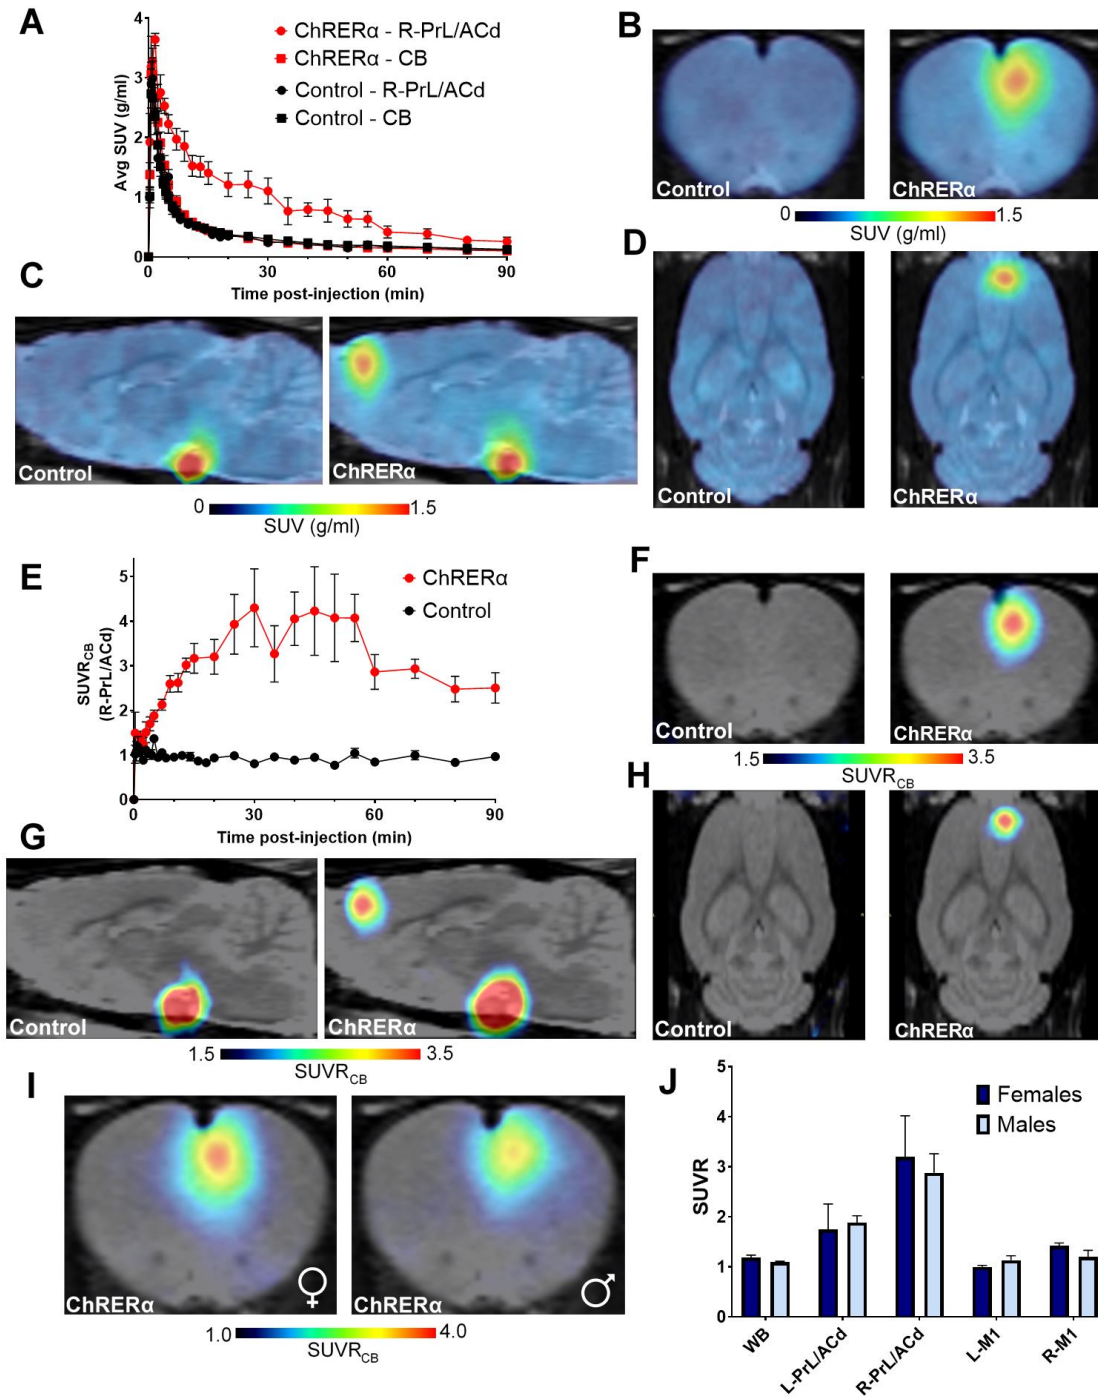 A
4
3
2
1
0
Avg SUV (g/ml)
0 30 60 90
Time post-injection (min)
ChRERα - R-PrL/ACd
ChRERα - CB
Control - R-PrL/ACd
Control - CB
B
Control
ChRERα
0 1.5
SUV (g/ml)
C
Control
ChRERα
0 1.5
SUV (g/ml)
D
Control
ChRERα
E
5
4
3
2
1
0
SUVRCB
(R-PrL/ACd)
0 30 60 90
Time post-injection (min)
ChRERα
Control
F
Control
ChRERα
1.5 3.5
SUVRCB
G
Control
ChRERα
1.5 3.5
SUVRCB
H
Control
ChRERα
I
ChRERα ♀
ChRERα ♂
1.0 4.0
SUVRCB
J
5
4
3
2
1
0
SUVR
Females
Males
WB
L-PrL/ACd
R-PrL/ACd
L-M1
R-M1